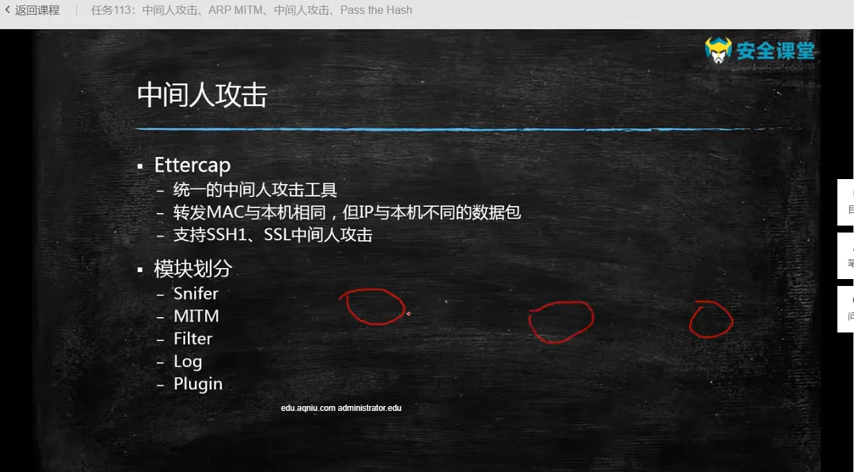 返回课程 任务113：中间人攻击、ARP MITM、中间人攻击、Pass the Hash
安全课堂
中间人攻击
▪ Ettercap
– 统一的中间人攻击工具
– 转发MAC与本机相同，但IP与本机不同的数据包
– 支持SSH1、SSL中间人攻击
▪ 模块划分
– Snifer
– MITM
– Filter
– Log
– Plugin
edu.aqniu.com administrator.edu